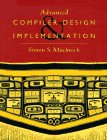 Advanced
COMPILER DESIGN
&
IMPLEMENTATION
Steven S. Muchnick